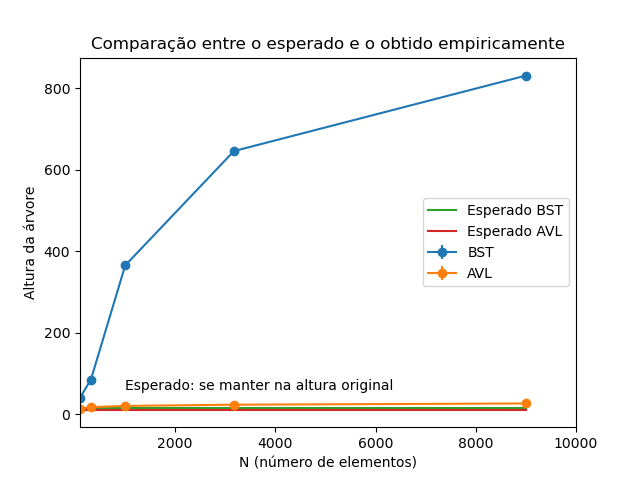 Comparação entre o esperado e o obtido empiricamente
Altura da árvore
800
600
400
200
0
Esperado BST
Esperado AVL
BST
AVL
Esperado: se manter na altura original
2000
4000
6000
8000
10000
N (número de elementos)